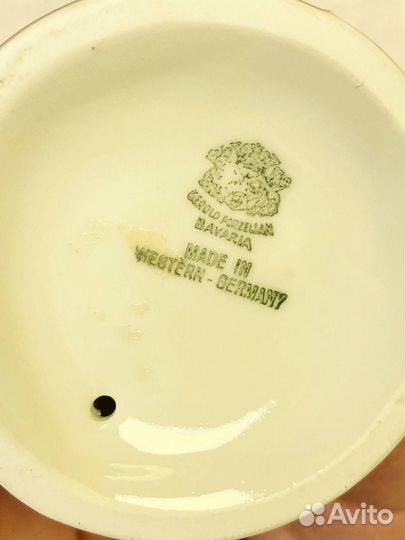 GEROLD PORZELLAN
BAVARIA
MADE IN
WESTERN - GERMANY
Avito